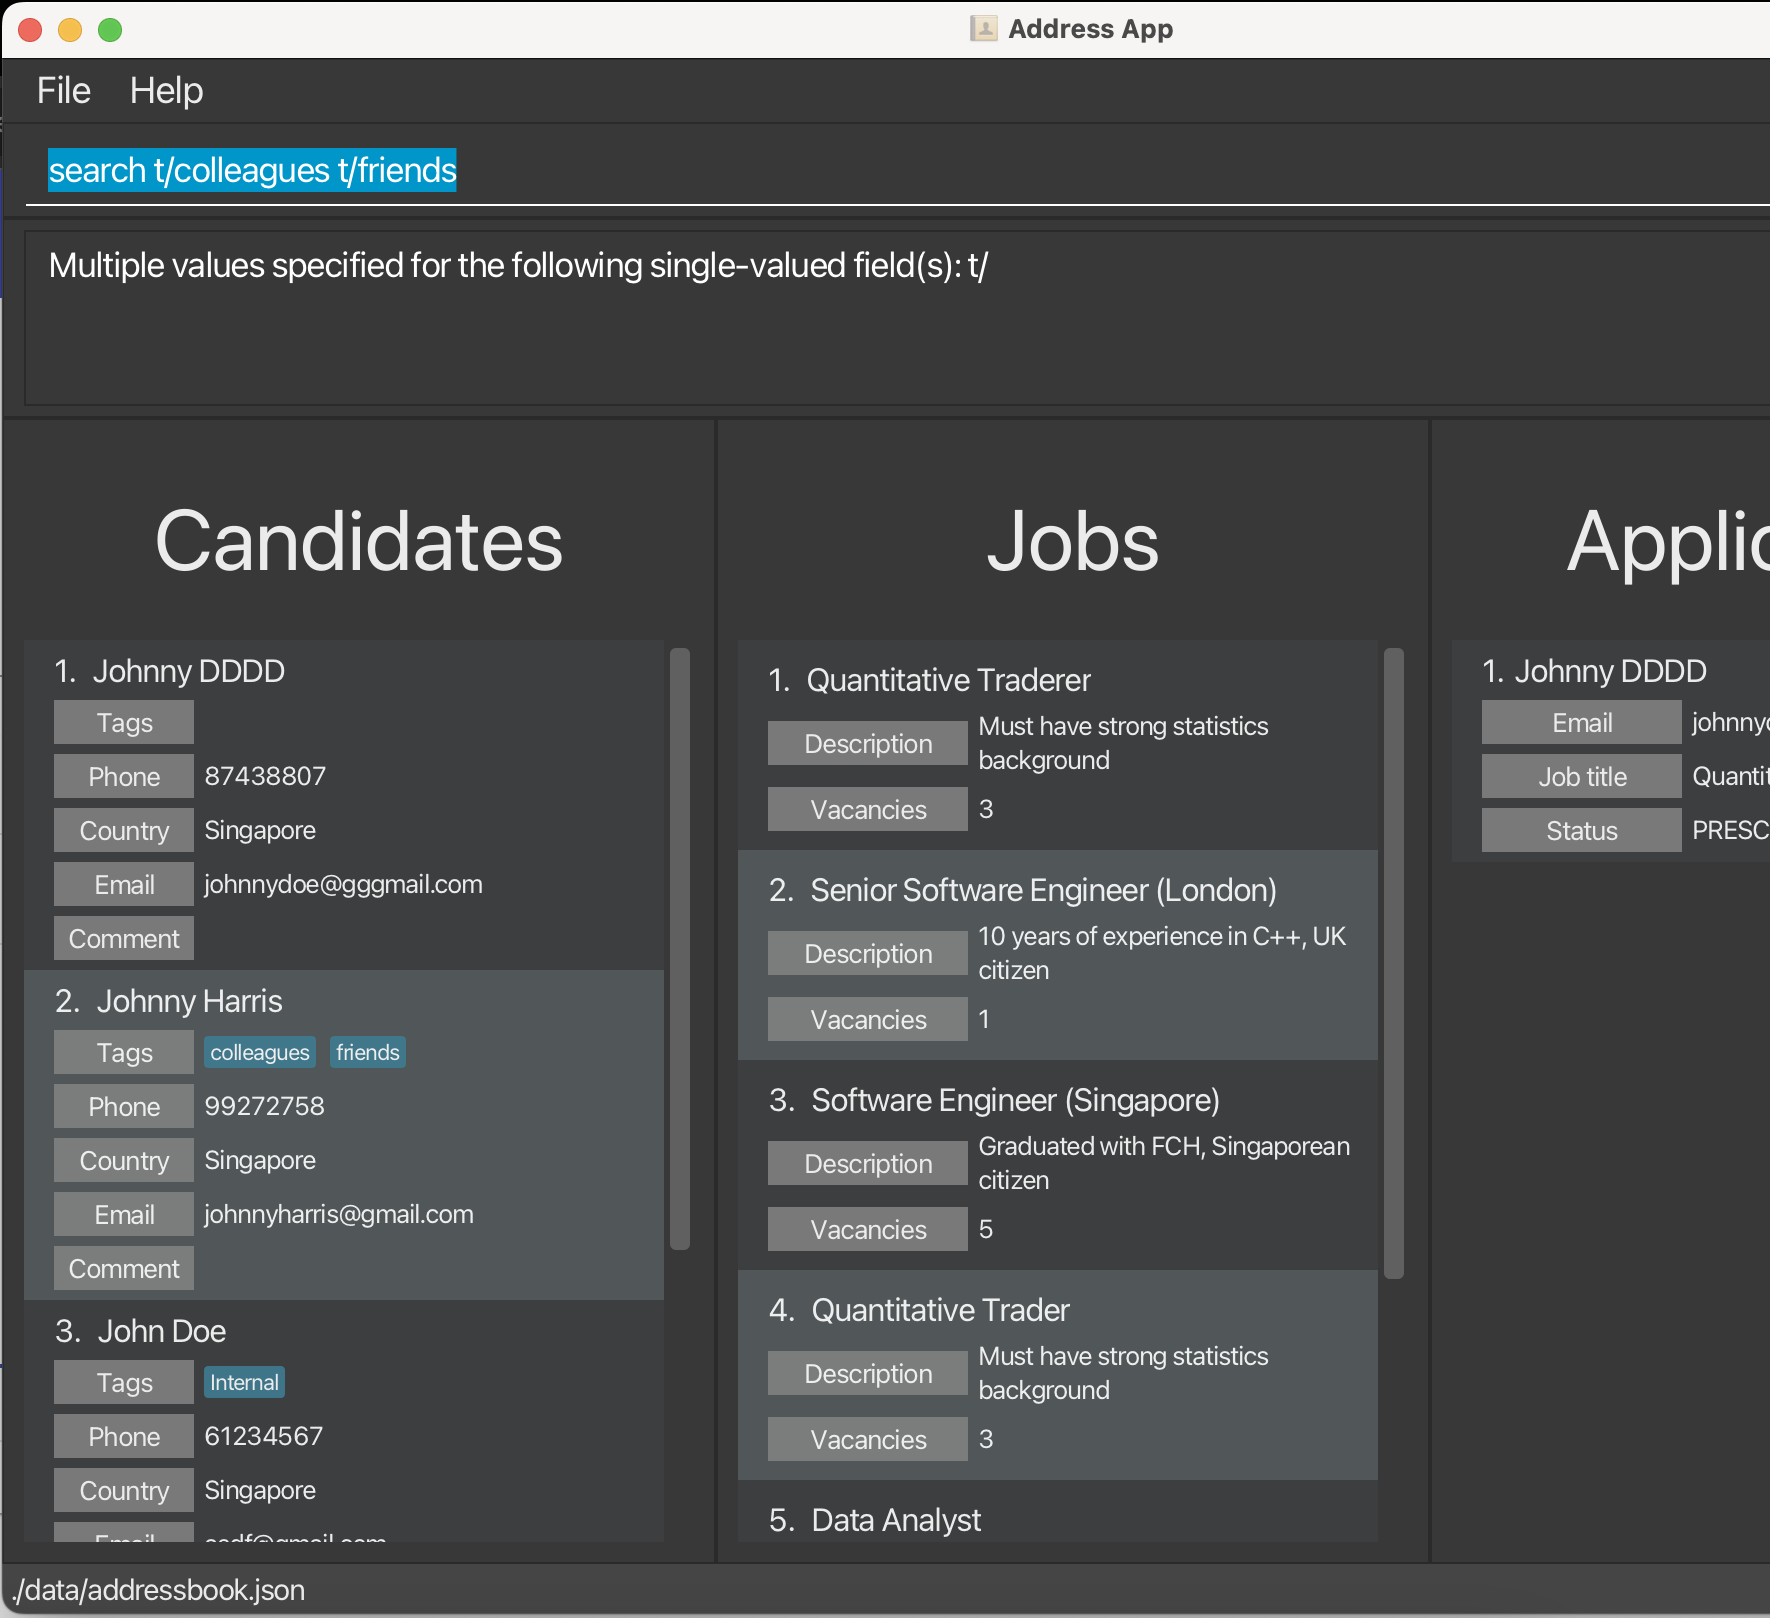 Address App
File Help
search t/colleagues t/friends
Multiple values specified for the following single-valued field(s): t/
Candidates
1. Johnny DDDD
Tags
Phone 87438807
Country Singapore
Email johnnydoe@gggmail.com
Comment
2. Johnny Harris
Tags colleagues friends
Phone 99272758
Country Singapore
Email johnnyharris@gmail.com
Comment
3. John Doe
Tags Internal
Phone 61234567
Country Singapore
Email
Jobs
1. Quantitative Traderer
Description Must have strong statistics
background
Vacancies 3
2. Senior Software Engineer (London)
Description 10 years of experience in C++, UK
citizen
Vacancies 1
3. Software Engineer (Singapore)
Description Graduated with FCH, Singaporean
citizen
Vacancies 5
4. Quantitative Trader
Description Must have strong statistics
background
Vacancies 3
5. Data Analyst
Applic
1. Johnny DDDD
Email johnnyd
Job title Quantit
Status PRESC
./data/addressbook.json